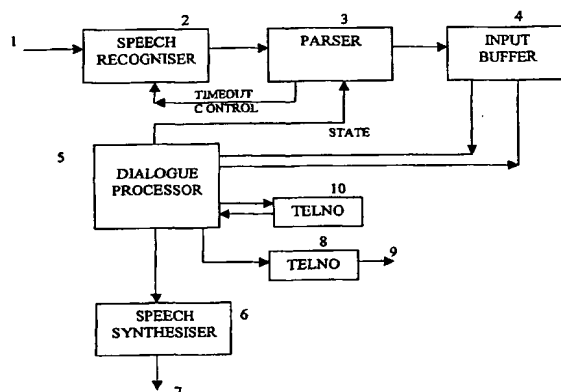 1
2
SPEECH
RECOGNISER
3
PARSER
4
INPUT
BUFFER
TIMEOUT
C ONTROL
STATE
5
DIALOGUE
PROCESSOR
10
TELNO
8
TELNO
9
SPEECH
SYNTHESISER
6
7